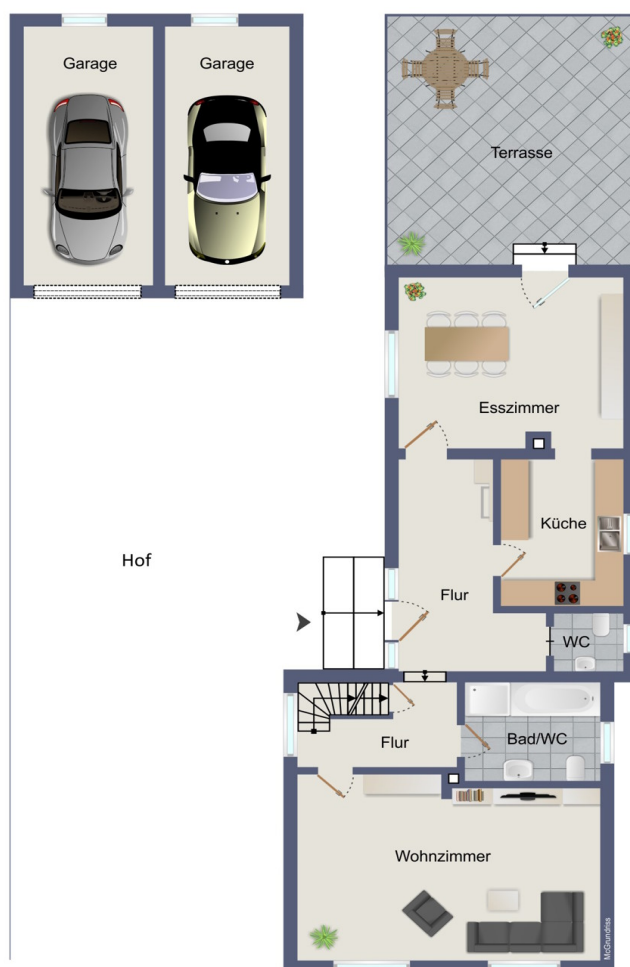 Garage
Garage
Terrasse
Esszimmer
Küche
Hof
Flur
WC
Flur
Bad/WC
Wohnzimmer
McGrundriss